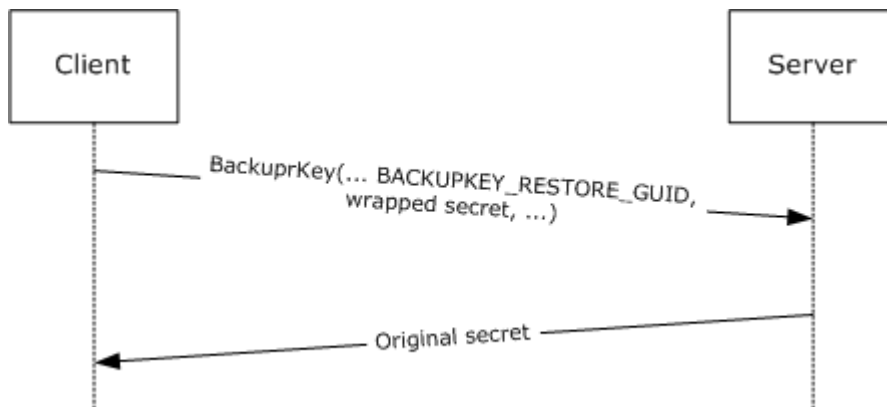 Client
Server
BackuprKey(... BACKUPKEY_RESTORE_GUID,
wrapped secret, ...)
Original secret